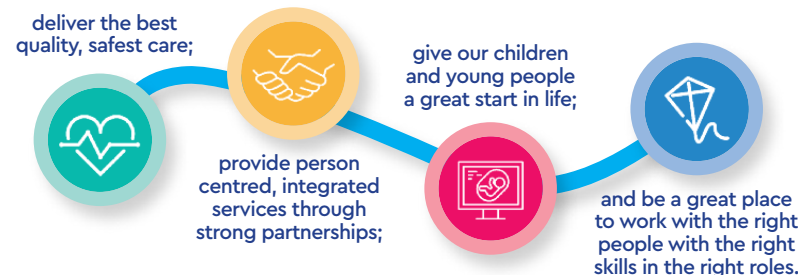 deliver the best
quality, safest care;
provide person
centred, integrated
services through
strong partnerships;
give our children
and young people
a great start in life;
and be a great place
to work with the right
people with the right
skills in the right roles.